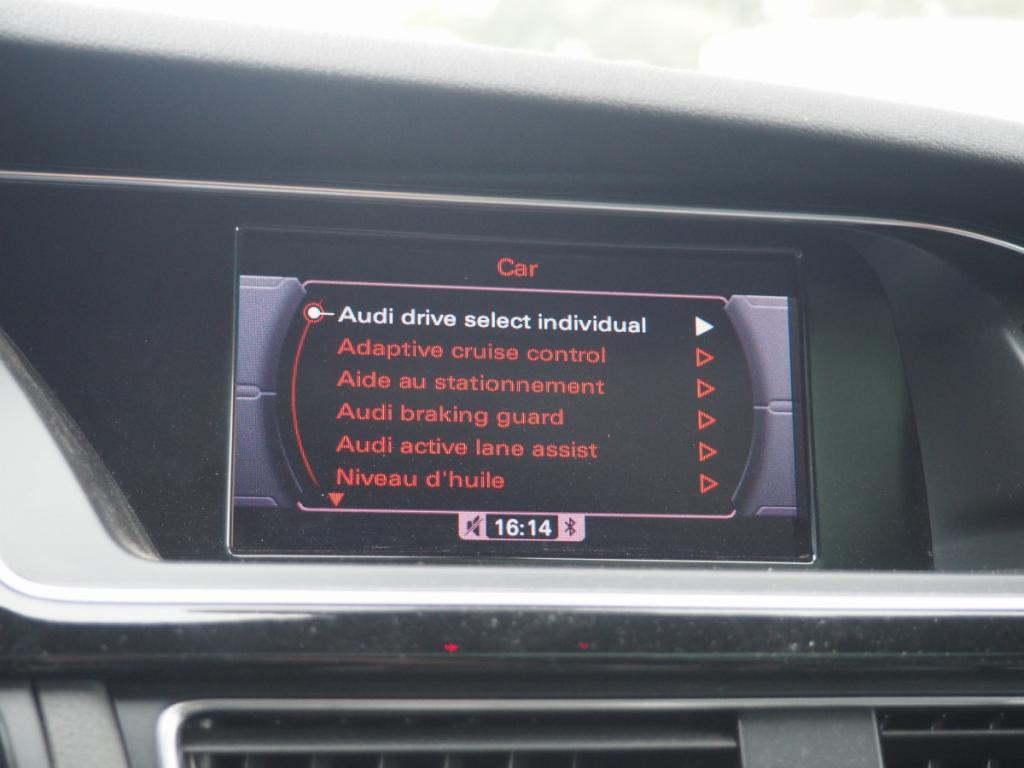 Car
Audi drive select individual
Adaptive cruise control
Aide au stationnement
Audi braking guard
Audi active lane assist
Niveau d'huile
16:14